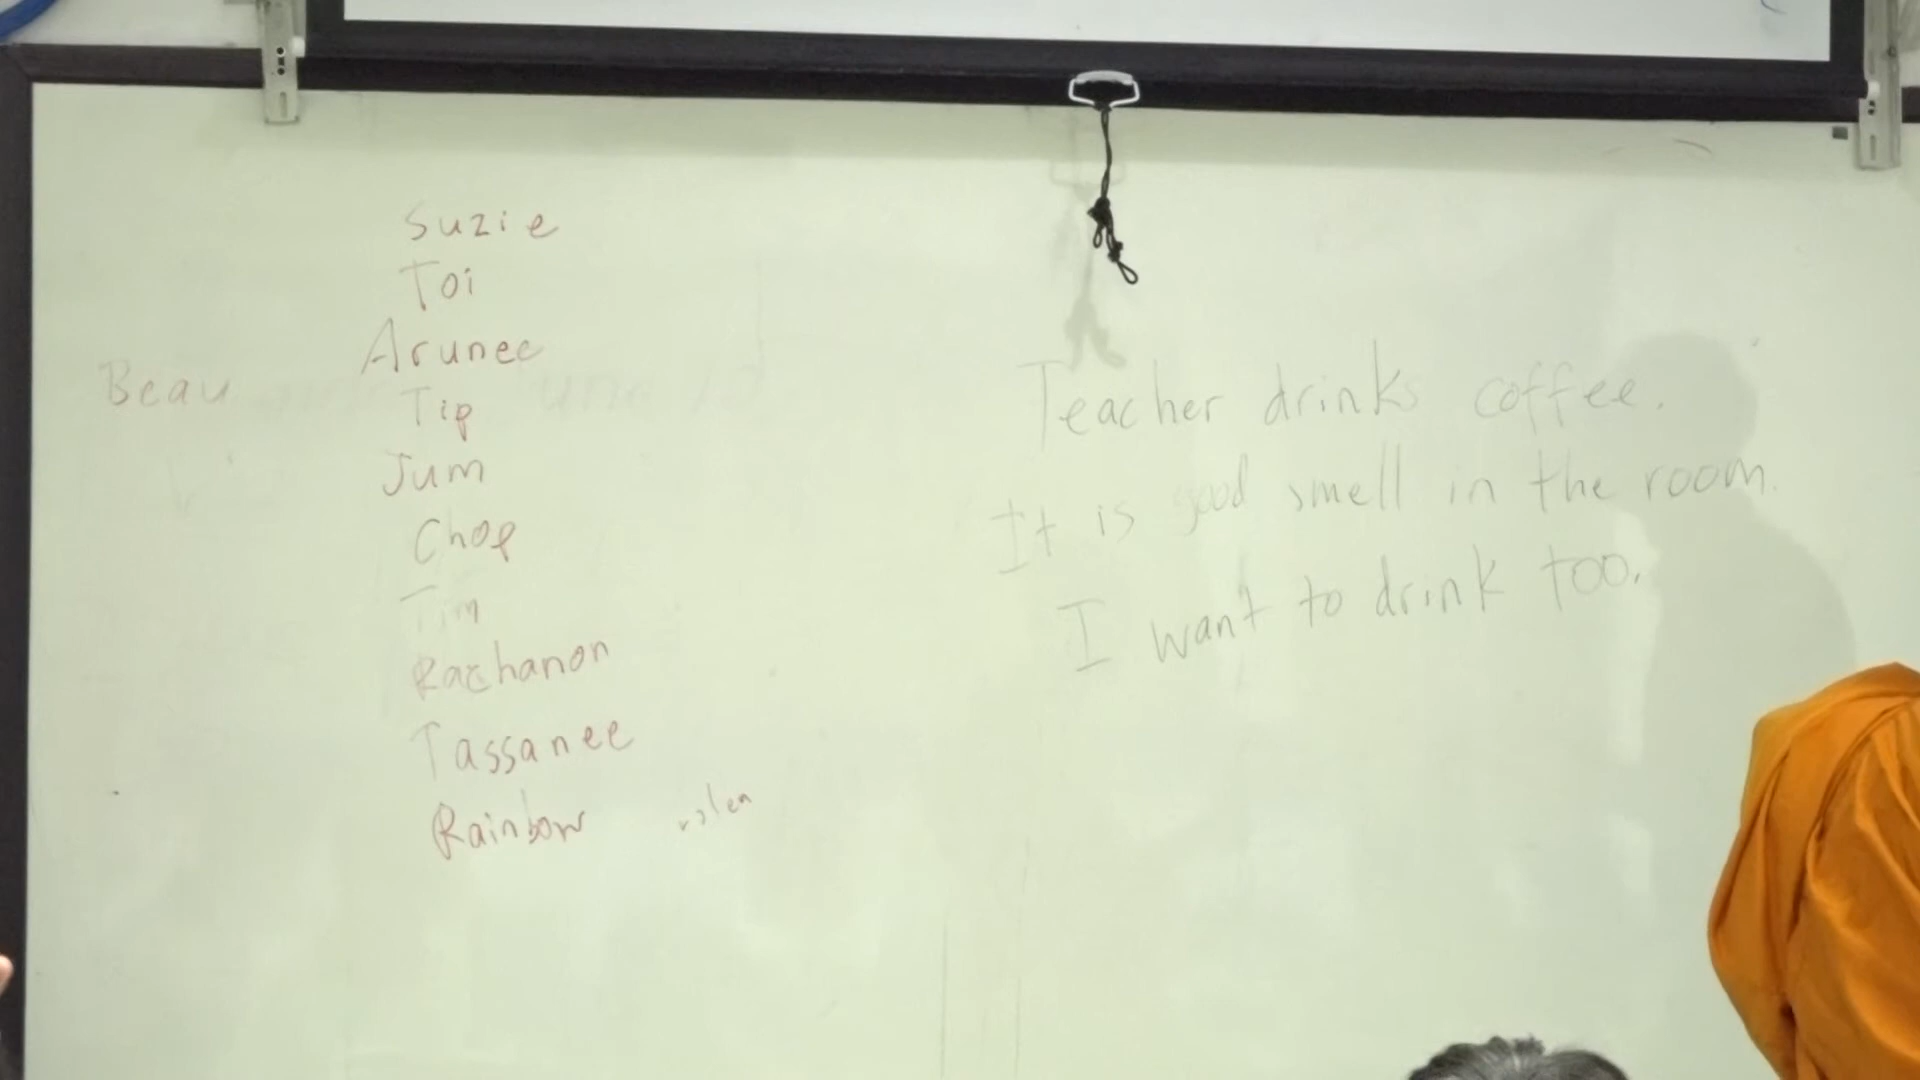 Suzie
Toi
Arunee
Beau
Tip
Jum
Chop
Tim
Rachanon
Tassanee
Rainbow
Teacher drinks coffee.
It is good smell in the room.
I want to drink too.